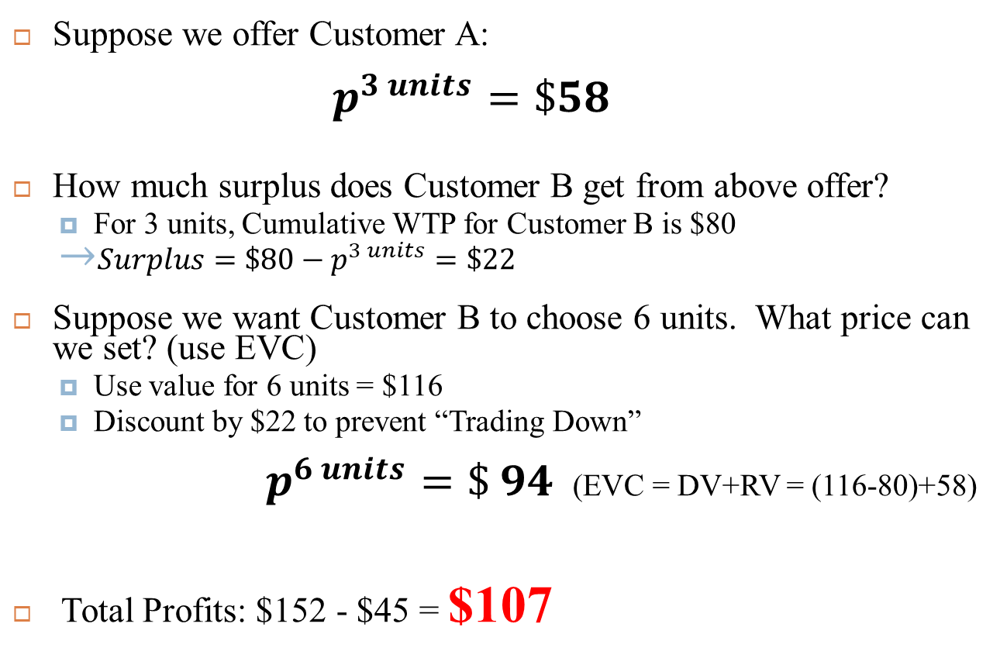 Suppose we offer Customer A:
p^3 units = $58
How much surplus does Customer B get from above offer?
For 3 units, Cumulative WTP for Customer B is $80
→Surplus = $80 − p^3 units = $22
Suppose we want Customer B to choose 6 units.  What price can
we set? (use EVC)
Use value for 6 units = $116
Discount by $22 to prevent “Trading Down”
p^6 units = $ 94 (EVC = DV+RV = (116-80)+58)
Total Profits: $152 - $45 = $107